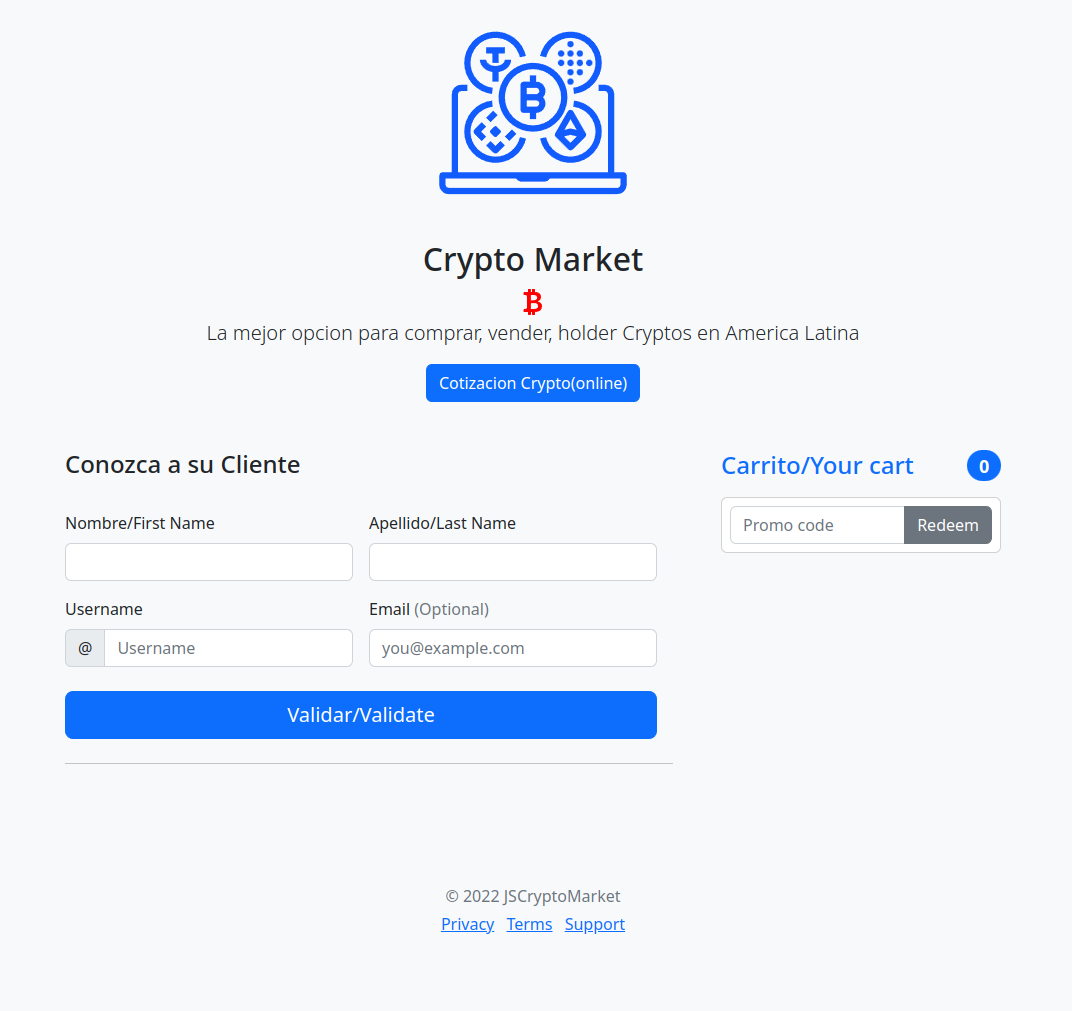 Crypto Market
La mejor opcion para comprar, vender, holder Cryptos en America Latina
Cotizacion Crypto(online)
Conozca a su Cliente
Nombre/First Name
Apellido/Last Name
Username
Email (Optional)
@ Username
you@example.com
Validar/Validate
Carrito/Your cart
0
Promo code
Redeem
© 2022 JSCryptoMarket
Privacy Terms Support